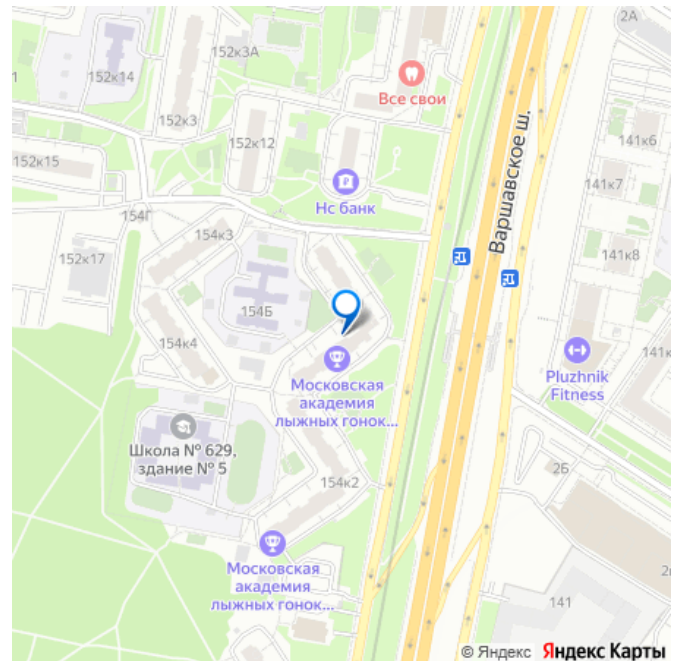 2А
152к3А
152к14
Все свои
152к3
152к12
141к6
Варшавское ш.
152к15
141к7
Нс банк
154Г
154к3
152к17
141к8
154Б
154к4
Московская
академия
лыжных гонок...
Pluzhnik
Fitness
Школа № 629,
здание № 5
154к2
2Б
Московская
академия
лыжных гонок...
141
© Яндекс Яндекс Карты